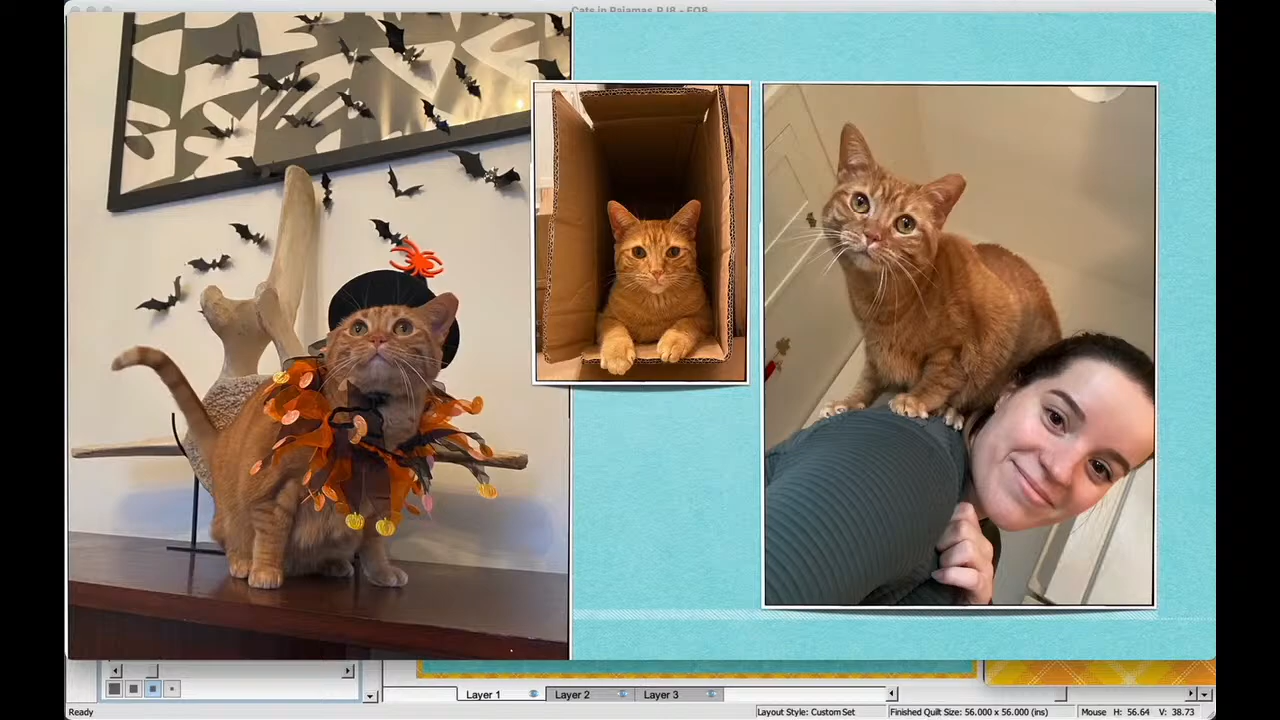 Cats in Pajamas PJ8 - EQ8
Layer 1
Layer 2
Layer 3
Ready
Layout Style: Custom Set
Finished Quilt Size: 56.000 x 56.000 (ins)
Mouse H: 56.64 V: 38.73